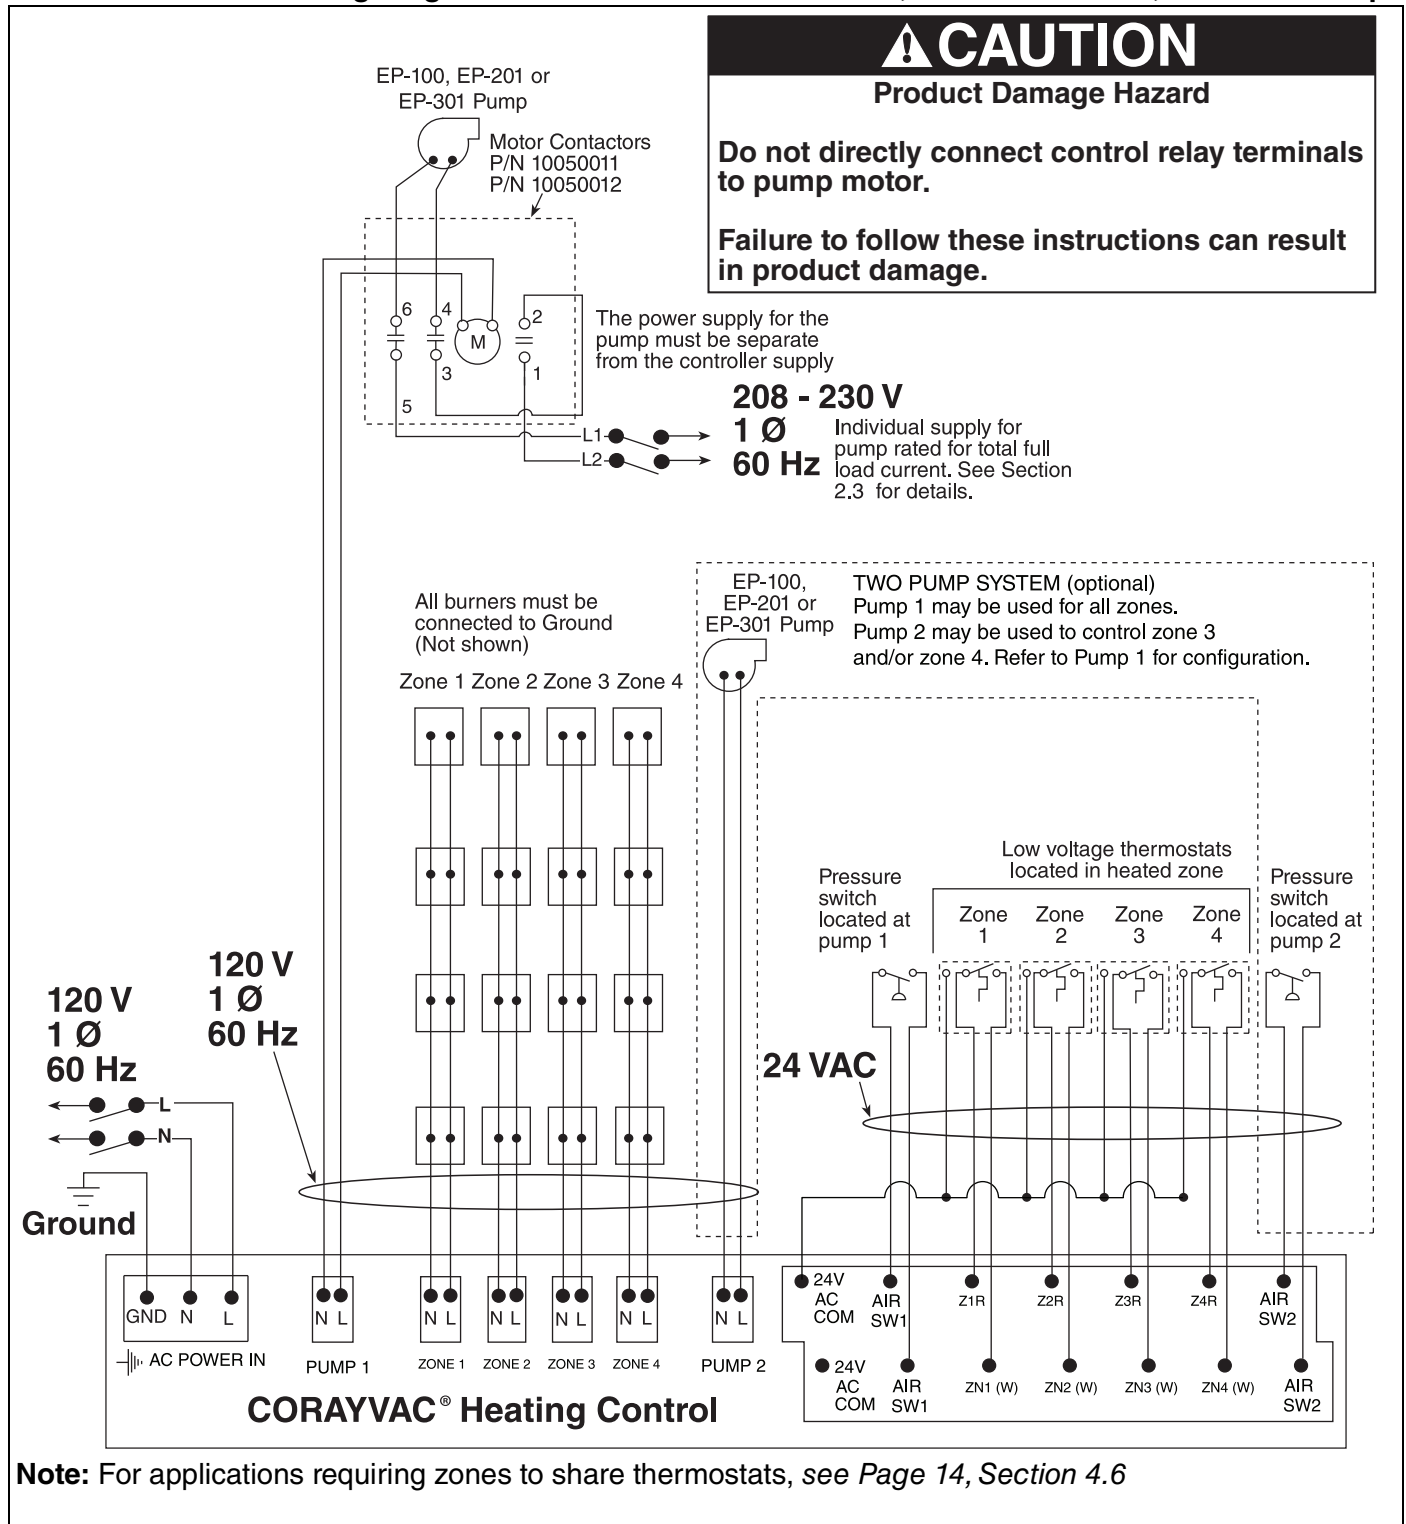 CAUTION
Product Damage Hazard
Do not directly connect control relay terminals
to pump motor.
Failure to follow these instructions can result
in product damage.
EP-100, EP-201 or
EP-301 Pump
Motor Contactors
P/N 10050011
P/N 10050012
6
4
2
M
3
1
5
The power supply for the
pump must be separate
from the controller supply
L1
L2
208 - 230 V
1 Ø
60 Hz
Individual supply for
pump rated for total full
load current. See Section
2.3 for details.
All burners must be
connected to Ground
(Not shown)
Zone 1 Zone 2 Zone 3 Zone 4
EP-100,
EP-201 or
EP-301 Pump
TWO PUMP SYSTEM (optional)
Pump 1 may be used for all zones.
Pump 2 may be used to control zone 3
and/or zone 4. Refer to Pump 1 for configuration.
Low voltage thermostats
located in heated zone
Pressure
switch
located at
pump 1
Zone
1
Zone
2
Zone
3
Zone
4
Pressure
switch
located at
pump 2
120 V
1 Ø
60 Hz
120 V
1 Ø
60 Hz
24 VAC
L
N
Ground
GND N L
AC POWER IN
N L
PUMP 1
N L
ZONE 1
N L
ZONE 2
N L
ZONE 3
N L
ZONE 4
N L
PUMP 2
24V
AC
COM
AIR
SW1
Z1R
Z2R
Z3R
Z4R
AIR
SW2
24V
AC
COM
AIR
SW1
ZN1 (W)
ZN2 (W)
ZN3 (W)
ZN4 (W)
AIR
SW2
CORAYVAC® Heating Control
Note: For applications requiring zones to share thermostats, see Page 14, Section 4.6